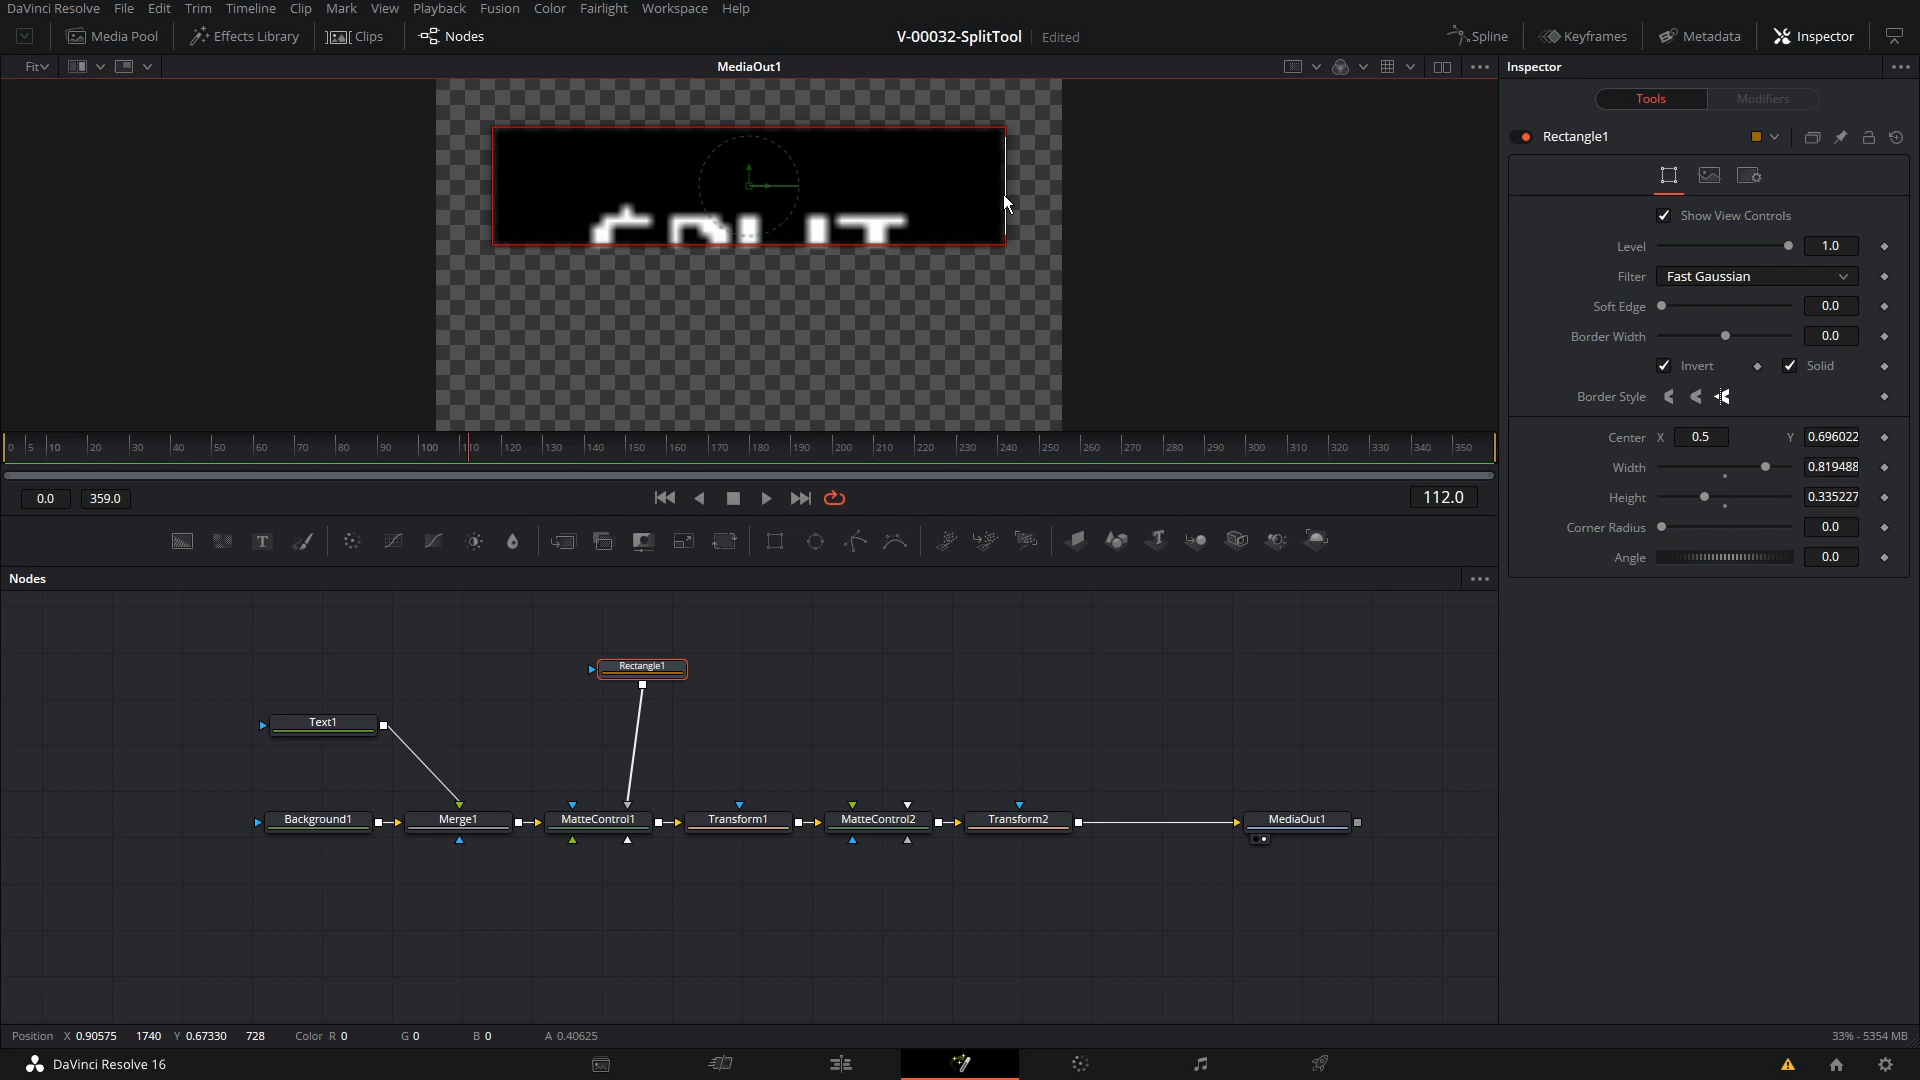 DaVinci Resolve File Edit Trim Timeline Clip Mark View Playback Fusion Color Fairlight Workspace Help
Media Pool Effects Library Clips Nodes V-00032-SplitTool Edited Spline Keyframes Metadata Inspector
Fit MediaOut1 Inspector
Tools Modifiers
Rectangle1
Show View Controls
Level 1.0
Filter Fast Gaussian
Soft Edge 0.0
Border Width 0.0
Invert Solid
Border Style
Center X 0.5 Y 0.696022
Width 0.819488
Height 0.335227
Corner Radius 0.0
Angle 0.0
0 5 10 20 30 40 50 60 70 80 90 100 110 120 130 140 150 160 170 180 190 200 210 220 230 240 250 260 270 280 290 300 310 320 330 340 350
0.0 359.0 112.0
T
Nodes
Rectangle1
Text1
Background1 Merge1 MatteControl1 Transform1 MatteControl2 Transform2 MediaOut1
Position X 0.90575 1740 Y 0.67330 728 Color R 0 G 0 B 0 A 0.40625 33% - 5354 MB
DaVinci Resolve 16